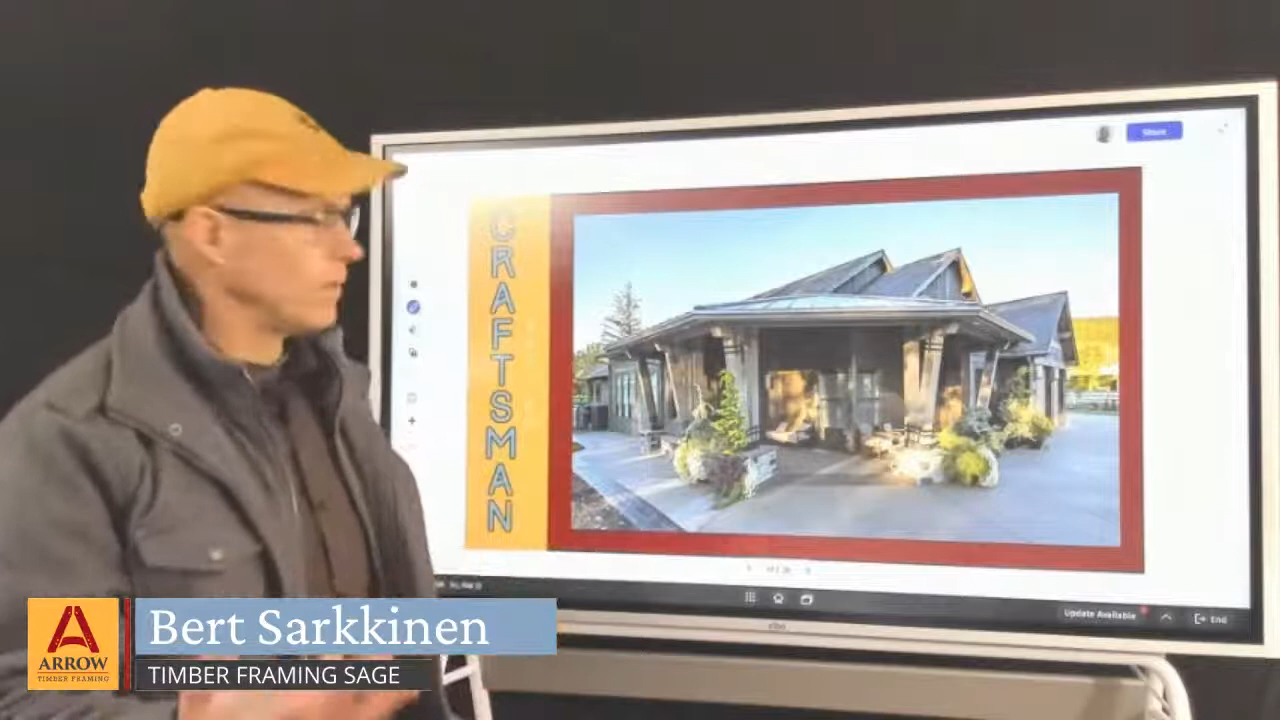 Share
CRAFTSMAN
Update Available
End
Bert Sarkkinen
TIMBER FRAMING SAGE
ARROW
TIMBER FRAMING